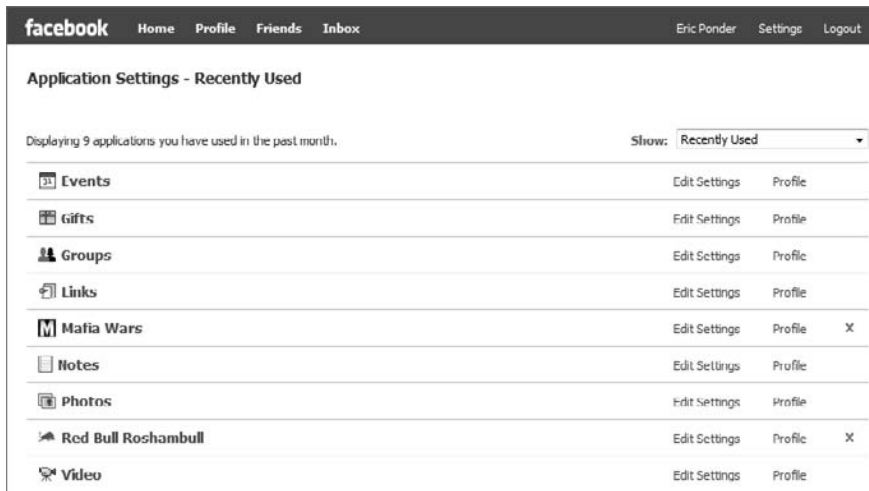 facebook Home Profile Friends Inbox Eric Ponder Settings Logout
Application Settings - Recently Used
Displaying 9 applications you have used in the past month. Show: Recently Used
31 Events Edit Settings Profile
Gifts Edit Settings Profile
Groups Edit Settings Profile
Links Edit Settings Profile
M Mafia Wars Edit Settings Profile x
Notes Edit Settings Profile
Photos Edit Settings Profile
Red Bull Roshambull Edit Settings Profile x
Video Edit Settings Profile